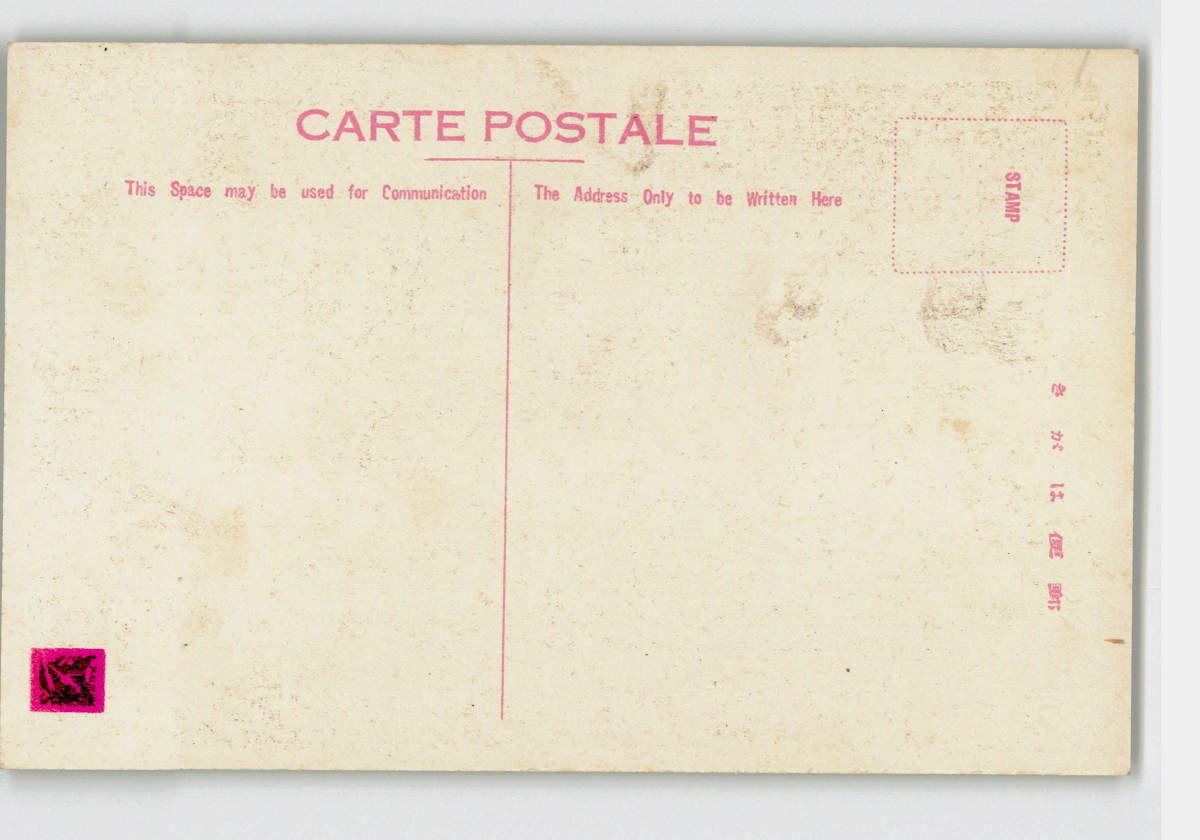 CARTE POSTALE
This Space may be used for Communication
The Address Only to be Written Here
STAMP
きがは便郵